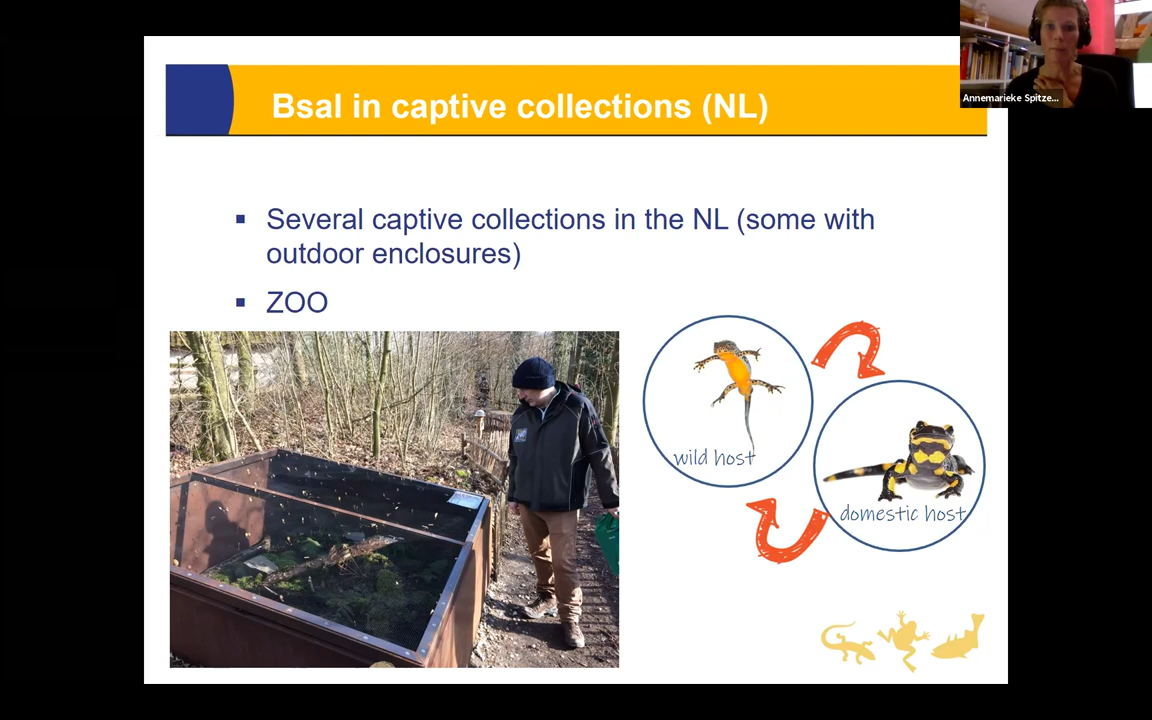 Bsal in captive collections (NL)
Annemarieke Spitze...
Several captive collections in the NL (some with
outdoor enclosures)
ZOO
wild host
domestic host